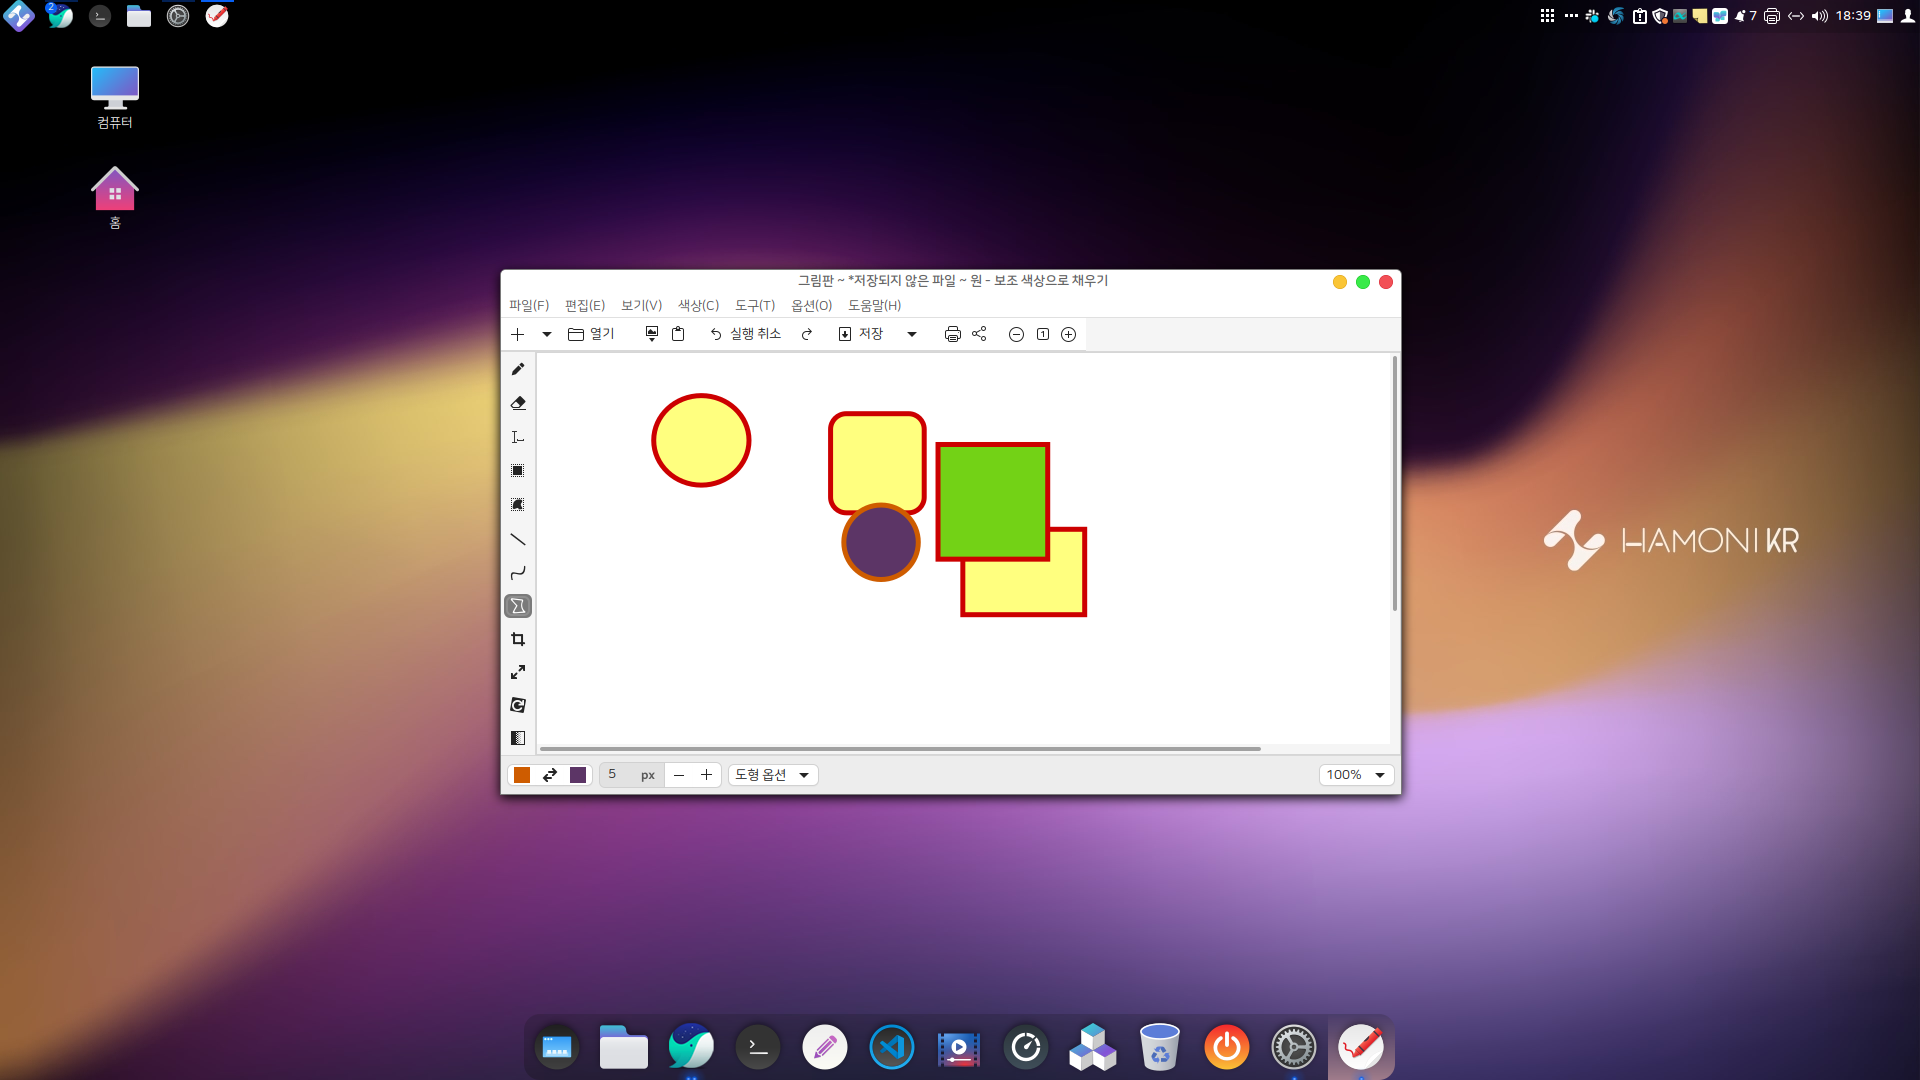 2
7
18:39
컴퓨터
홈
그림판 ~ *저장되지 않은 파일 ~ 원 - 보조 색상으로 채우기
파일(F) 편집(E) 보기(V) 색상(C) 도구(T) 옵션(O) 도움말(H)
열기 실행 취소 저장 1
HAMONIKR
5 px 도형 옵션 100%